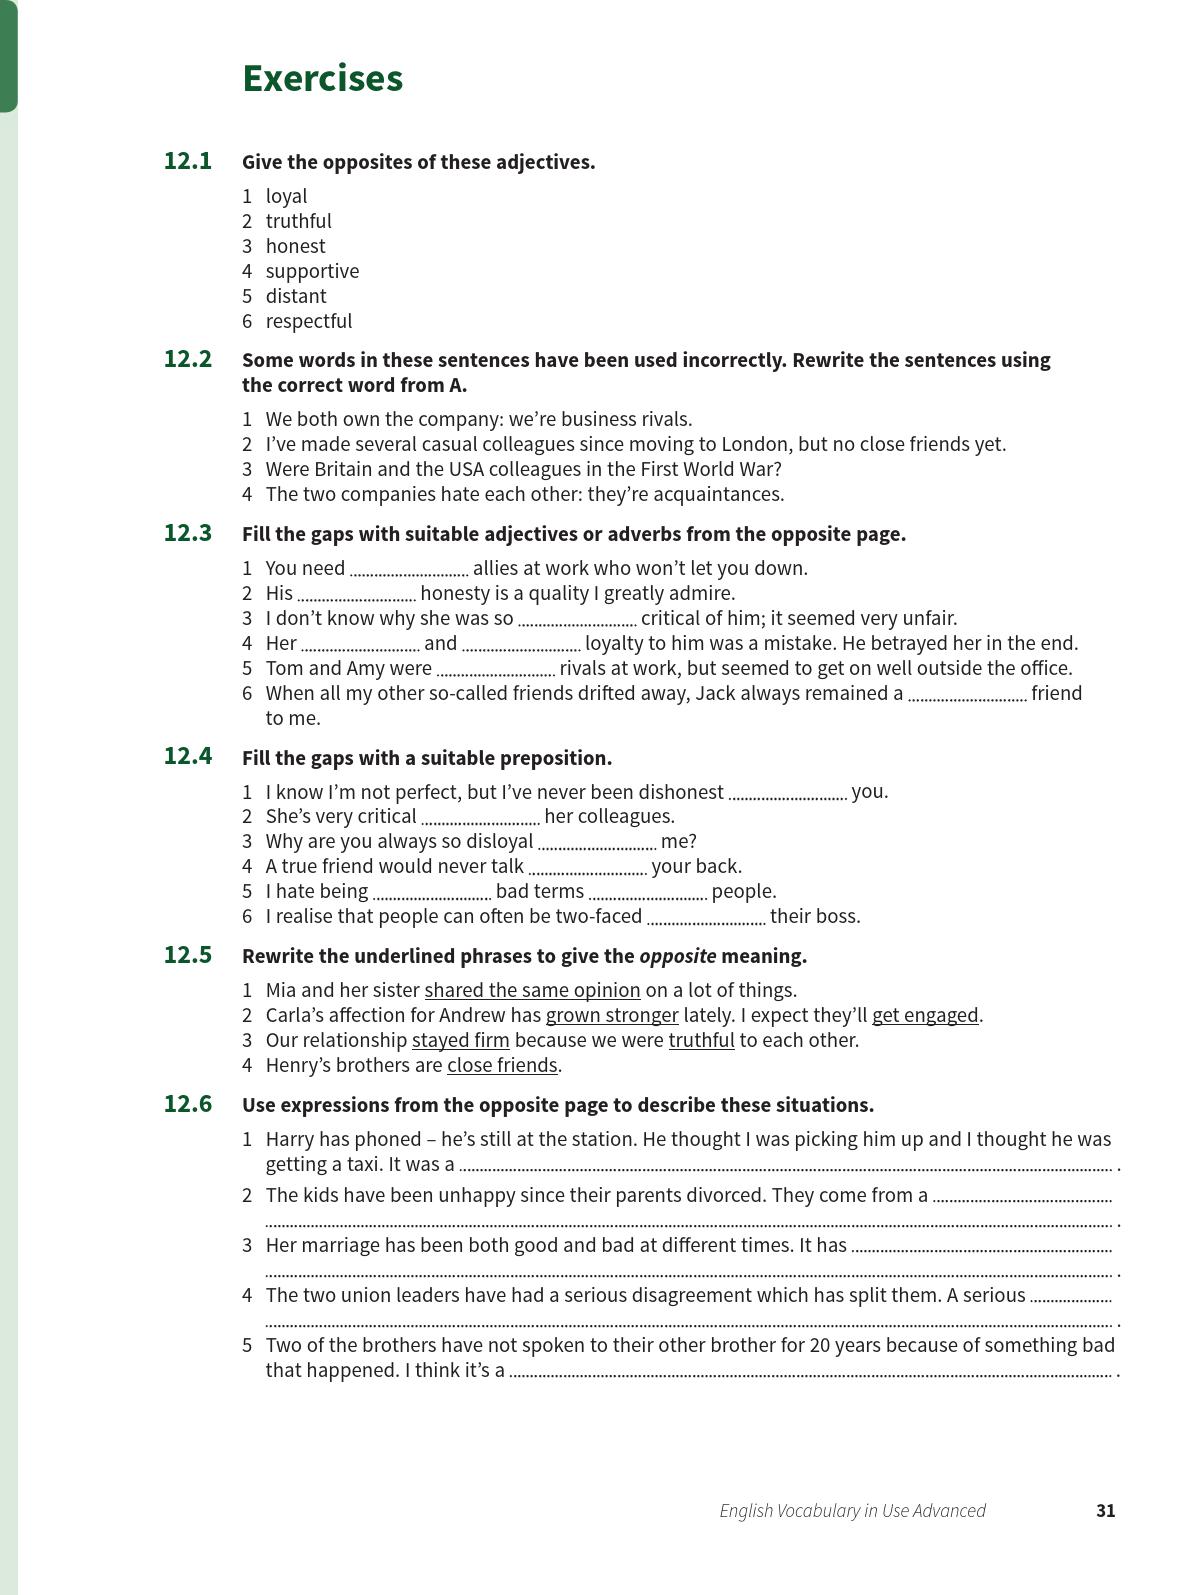 Exercises
12.1 Give the opposites of these adjectives.
1 loyal
2 truthful
3 honest
4 supportive
5 distant
6 respectful
12.2 Some words in these sentences have been used incorrectly. Rewrite the sentences using
the correct word from A.
1 We both own the company: we’re business rivals.
2 I’ve made several casual colleagues since moving to London, but no close friends yet.
3 Were Britain and the USA colleagues in the First World War?
4 The two companies hate each other: they’re acquaintances.
12.3 Fill the gaps with suitable adjectives or adverbs from the opposite page.
1 You need ............................ allies at work who won’t let you down.
2 His ............................ honesty is a quality I greatly admire.
3 I don’t know why she was so ............................ critical of him; it seemed very unfair.
4 Her ............................ and ............................ loyalty to him was a mistake. He betrayed her in the end.
5 Tom and Amy were ............................ rivals at work, but seemed to get on well outside the office.
6 When all my other so-called friends drifted away, Jack always remained a ............................ friend
to me.
12.4 Fill the gaps with a suitable preposition.
1 I know I’m not perfect, but I’ve never been dishonest ............................ you.
2 She’s very critical ............................ her colleagues.
3 Why are you always so disloyal ............................ me?
4 A true friend would never talk ............................ your back.
5 I hate being ............................ bad terms ............................ people.
6 I realise that people can often be two-faced ............................ their boss.
12.5 Rewrite the underlined phrases to give the opposite meaning.
1 Mia and her sister shared the same opinion on a lot of things.
2 Carla’s affection for Andrew has grown stronger lately. I expect they’ll get engaged.
3 Our relationship stayed firm because we were truthful to each other.
4 Henry’s brothers are close friends.
12.6 Use expressions from the opposite page to describe these situations.
1 Harry has phoned – he’s still at the station. He thought I was picking him up and I thought he was
getting a taxi. It was a ............................ .
2 The kids have been unhappy since their parents divorced. They come from a ............................
............................ .
3 Her marriage has been both good and bad at different times. It has ............................
............................ .
4 The two union leaders have had a serious disagreement which has split them. A serious ....................
............................ .
5 Two of the brothers have not spoken to their other brother for 20 years because of something bad
that happened. I think it’s a ............................ .
English Vocabulary in Use Advanced 31